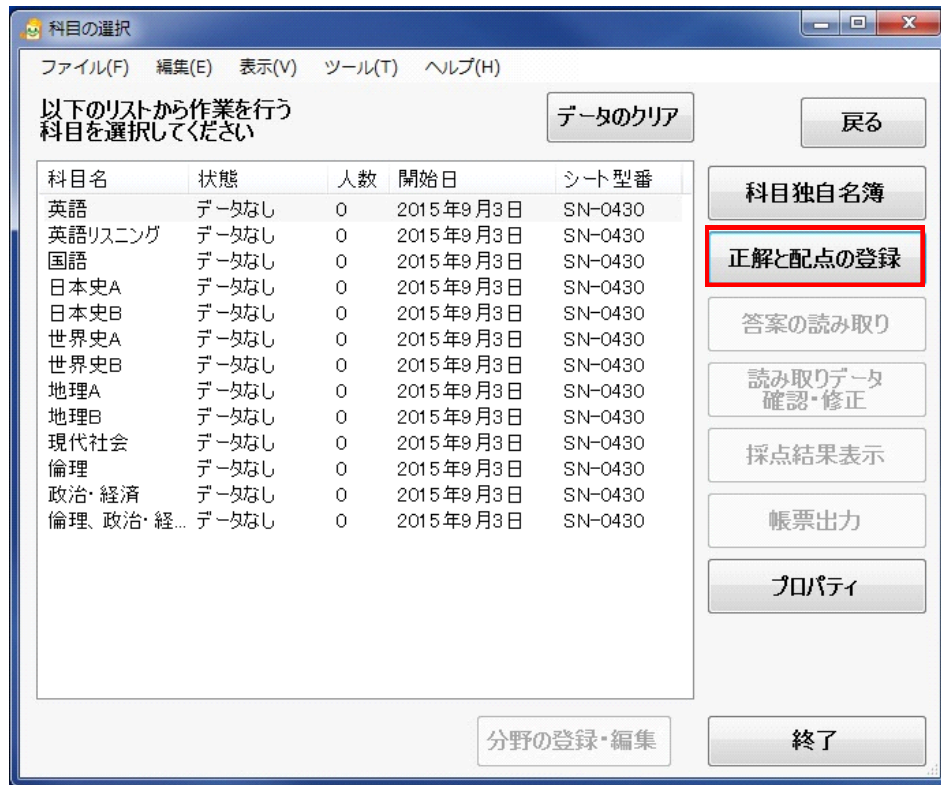 科目の選択
ファイル(F) 編集(E) 表示(V) ツール(T) ヘルプ(H)
以下のリストから作業を行う
科目を選択してください
データのクリア
戻る
科目名 状態 人数 開始日 シート型番
英語 データなし 0 2015年9月3日 SN-0430
英語リスニング データなし 0 2015年9月3日 SN-0430
国語 データなし 0 2015年9月3日 SN-0430
日本史A データなし 0 2015年9月3日 SN-0430
日本史B データなし 0 2015年9月3日 SN-0430
世界史A データなし 0 2015年9月3日 SN-0430
世界史B データなし 0 2015年9月3日 SN-0430
地理A データなし 0 2015年9月3日 SN-0430
地理B データなし 0 2015年9月3日 SN-0430
現代社会 データなし 0 2015年9月3日 SN-0430
倫理 データなし 0 2015年9月3日 SN-0430
政治・経済 データなし 0 2015年9月3日 SN-0430
倫理、政治・経... データなし 0 2015年9月3日 SN-0430
科目独自名簿
正解と配点の登録
答案の読み取り
読み取りデータ
確認・修正
採点結果表示
帳票出力
プロパティ
分野の登録・編集
終了